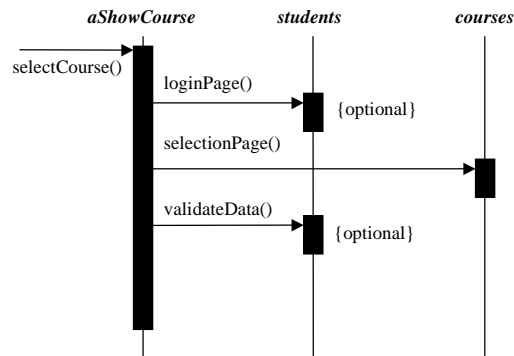 aShowCourse students courses
selectCourse()
loginPage()
{optional}
selectionPage()
validateData()
{optional}